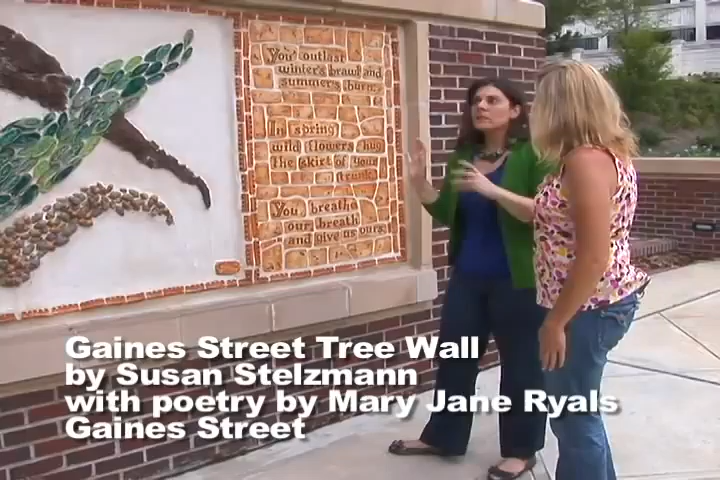 You outlast
winter's brawl and
summer's burn.
In spring
wild flowers hug
the skirt of your
trunk.
You breathe
our breath
and give us ours.
Gaines Street Tree Wall
by Susan Stelzmann
with poetry by Mary Jane Ryals
Gaines Street